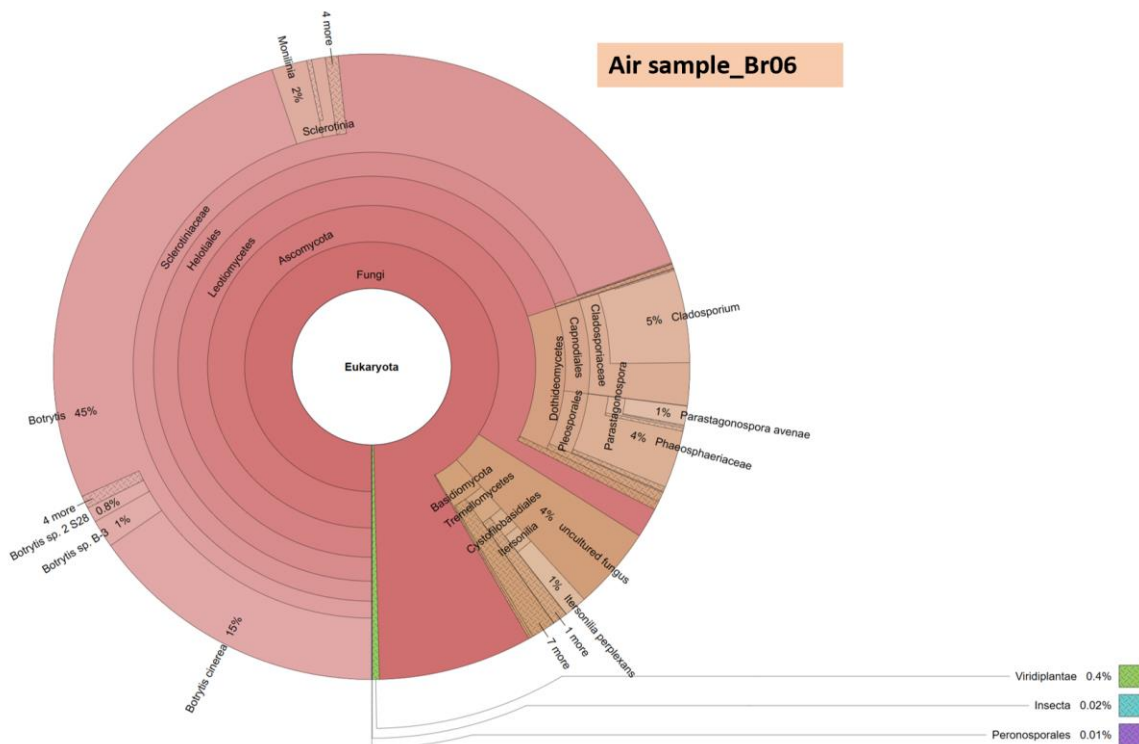 Air sample_Br06
4 more
Monilinia
2%
Sclerotinia
Sclerotiniaceae
Helotiales
Leotiomycetes
Ascomycota
Fungi
Eukaryota
Botrytis 45%
4 more
Botrytis sp. 2 S28 0.8%
Botrytis sp. B-3 1%
Botrytis cinerea 15%
Dothideomycetes
Capnodiales
Cladosporiaceae
5% Cladosporium
Pleosporales
Parastagonospora
1% Parastagonospora avenae
4% Phaeosphaeriaceae
Basidiomycota
Tremellomycetes
Cystofilobasidiales
Itersonilia
4% uncultured fungus
1% Itersonilia perplexans
1 more
7 more
Viridiplantae 0.4%
Insecta 0.02%
Peronosporales 0.01%